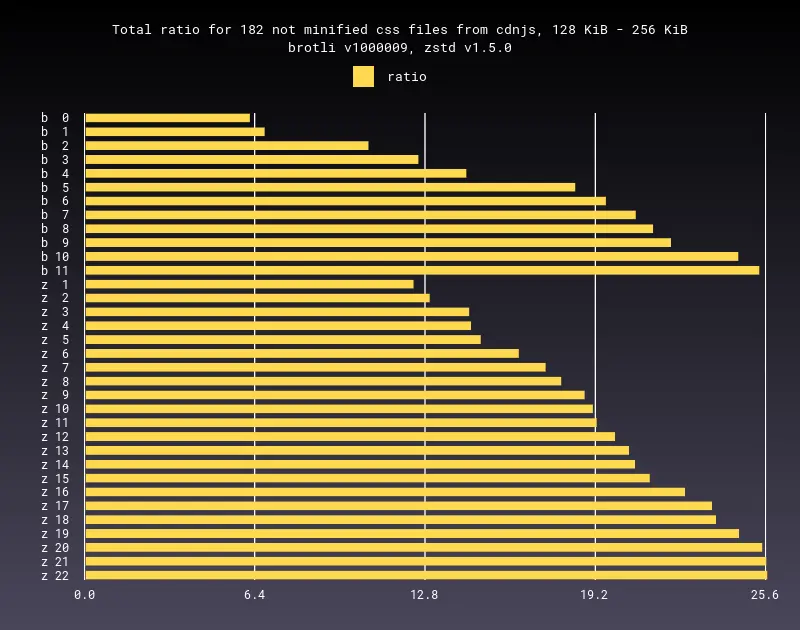 Total ratio for 182 not minified css files from cdnjs, 128 KiB - 256 KiB
brotli v1000009, zstd v1.5.0
ratio
b 0
b 1
b 2
b 3
b 4
b 5
b 6
b 7
b 8
b 9
b 10
b 11
z 1
z 2
z 3
z 4
z 5
z 6
z 7
z 8
z 9
z 10
z 11
z 12
z 13
z 14
z 15
z 16
z 17
z 18
z 19
z 20
z 21
z 22
0.0 6.4 12.8 19.2 25.6